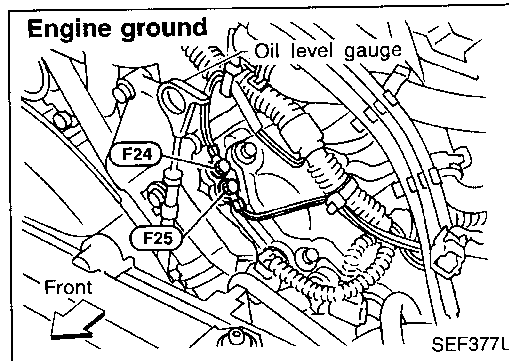 Engine ground
Oil level gauge
F24
F25
Front
SEF377L